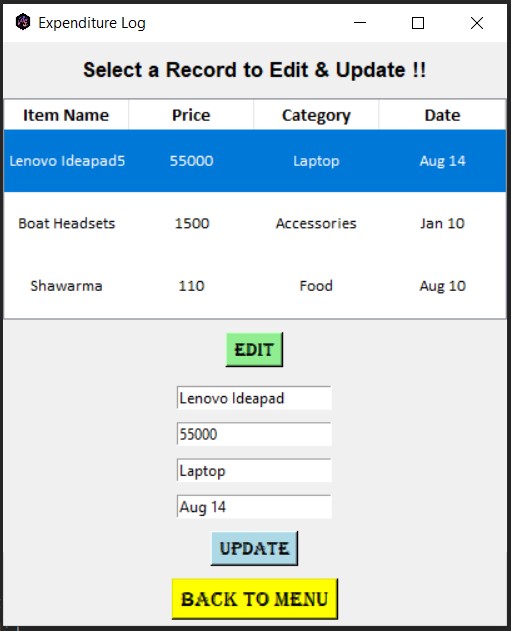 Expenditure Log
Select a Record to Edit & Update !!
Item Name Price Category Date
Lenovo Ideapad5 55000 Laptop Aug 14
Boat Headsets 1500 Accessories Jan 10
Shawarma 110 Food Aug 10
EDIT
Lenovo Ideapad
55000
Laptop
Aug 14
UPDATE
BACK TO MENU